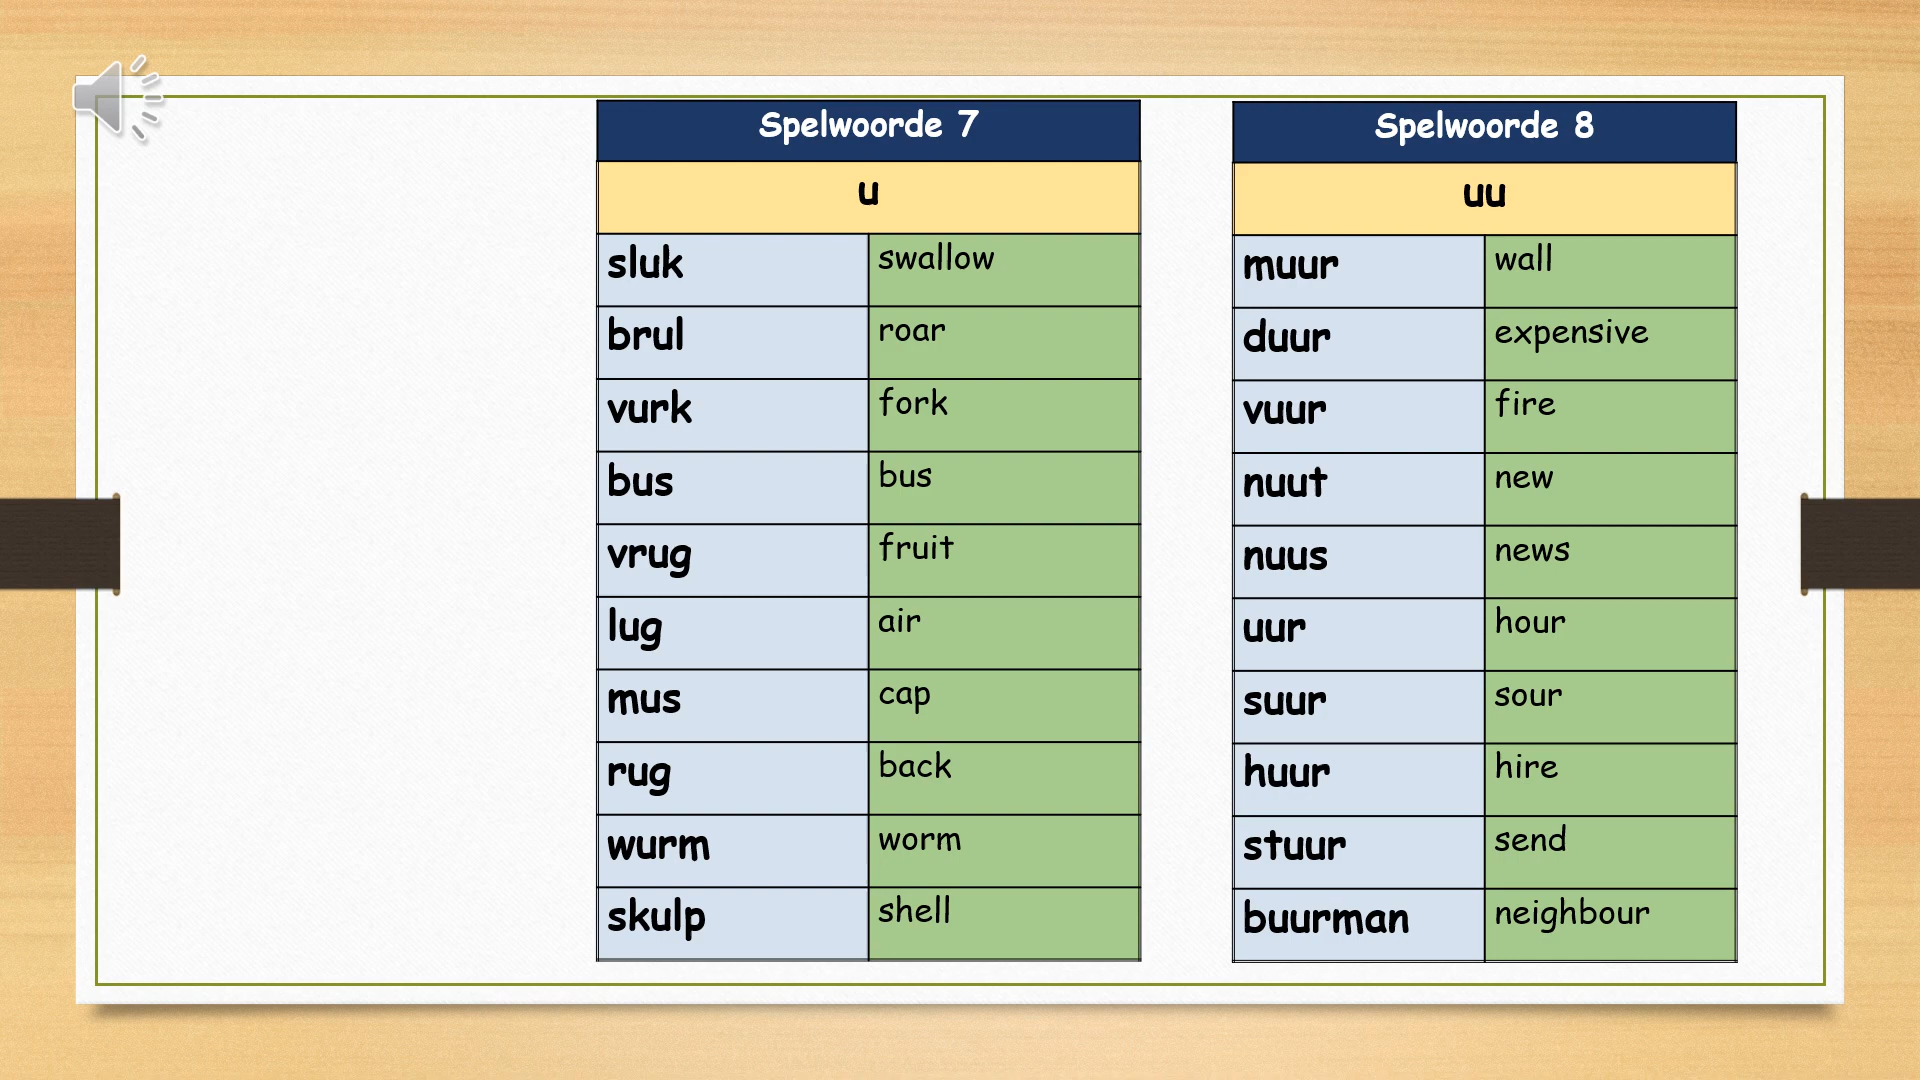 Spelwoorde 7
u
sluk swallow
brul roar
vurk fork
bus bus
vrug fruit
lug air
mus cap
rug back
wurm worm
skulp shell
Spelwoorde 8
uu
muur wall
duur expensive
vuur fire
nuut new
nuus news
uur hour
suur sour
huur hire
stuur send
buurman neighbour